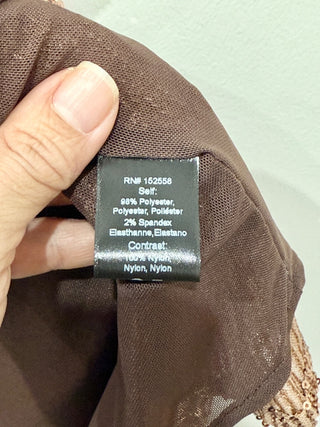 RN# 152558
Self:
98% Polyester,
Polyester, Poliéster
2% Spandex
Elasthanne,Elastano
Contrast:
100% Nylon,
Nylon, Nylon